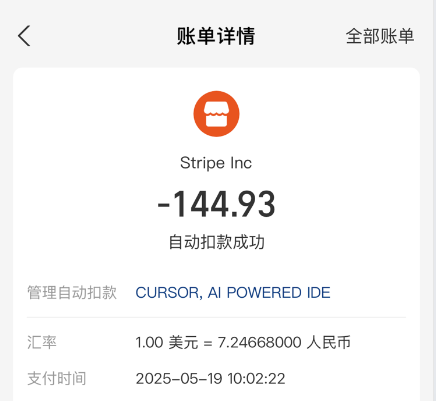 账单详情 全部账单
Stripe Inc
-144.93
自动扣款成功
管理自动扣款 CURSOR, AI POWERED IDE
汇率 1.00 美元 = 7.24668000 人民币
支付时间 2025-05-19 10:02:22